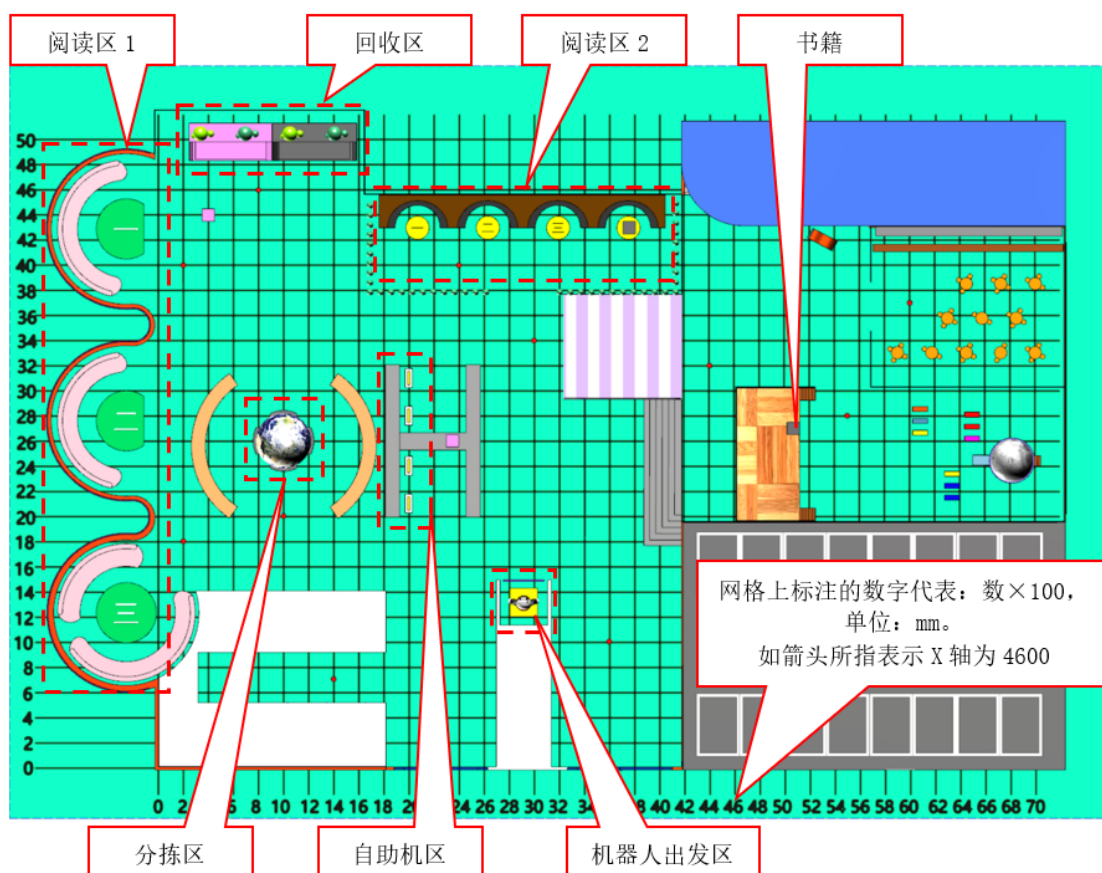 阅读区 1
回收区
阅读区 2
书籍
50
48
46
44
一
二
三
42
一
40
38
36
34
32
30
28
二
26
24
22
20
18
16
网格上标注的数字代表：数×100，
单位：mm。
如箭头所指表示 X 轴为 4600
14
三
12
10
8
6
4
2
0
0 2 6 8 10 12 14 16 18 20 24 26 28 30 32 38 40 42 44 46 48 50 52 54 56 58 60 62 64 66 68 70
分拣区
自助机区
机器人出发区